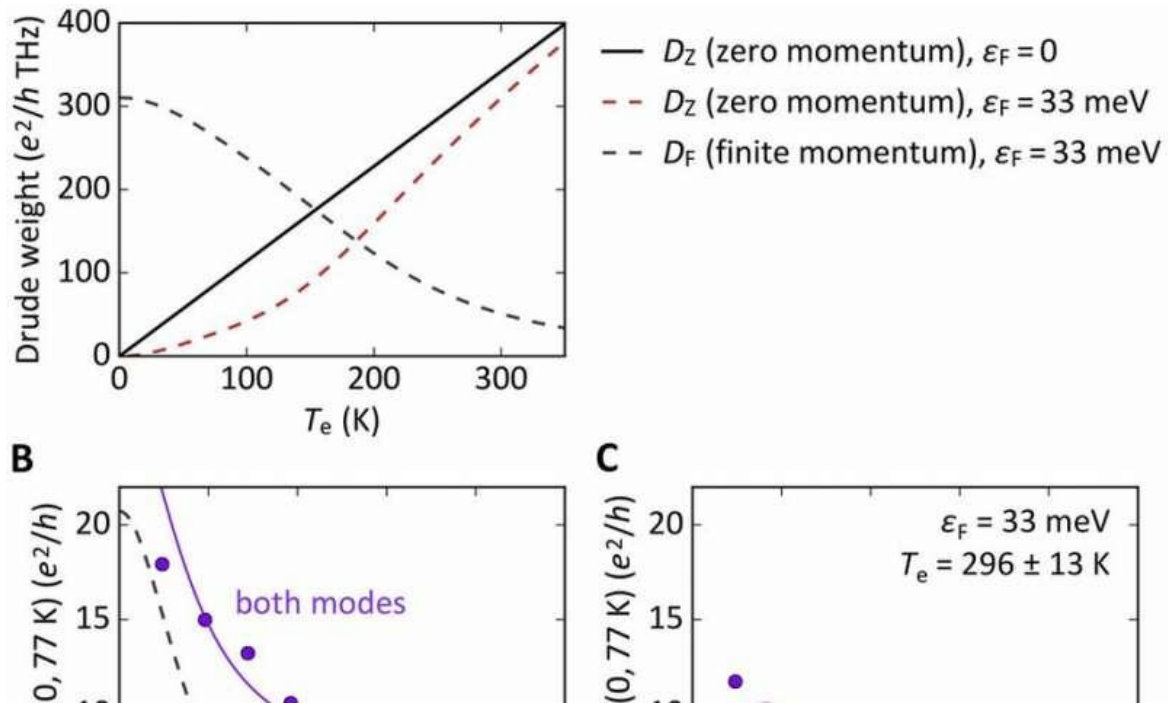 400
300
200
100
0
Drude weight (e²/h THz)
0 100 200 300
Tₑ (K)
D_Z (zero momentum), ε_F = 0
D_Z (zero momentum), ε_F = 33 meV
D_F (finite momentum), ε_F = 33 meV
B
20
15
0, 77 K) (e²/h)
both modes
C
20
15
(0, 77 K) (e²/h)
ε_F = 33 meV
Tₑ = 296 ± 13 K